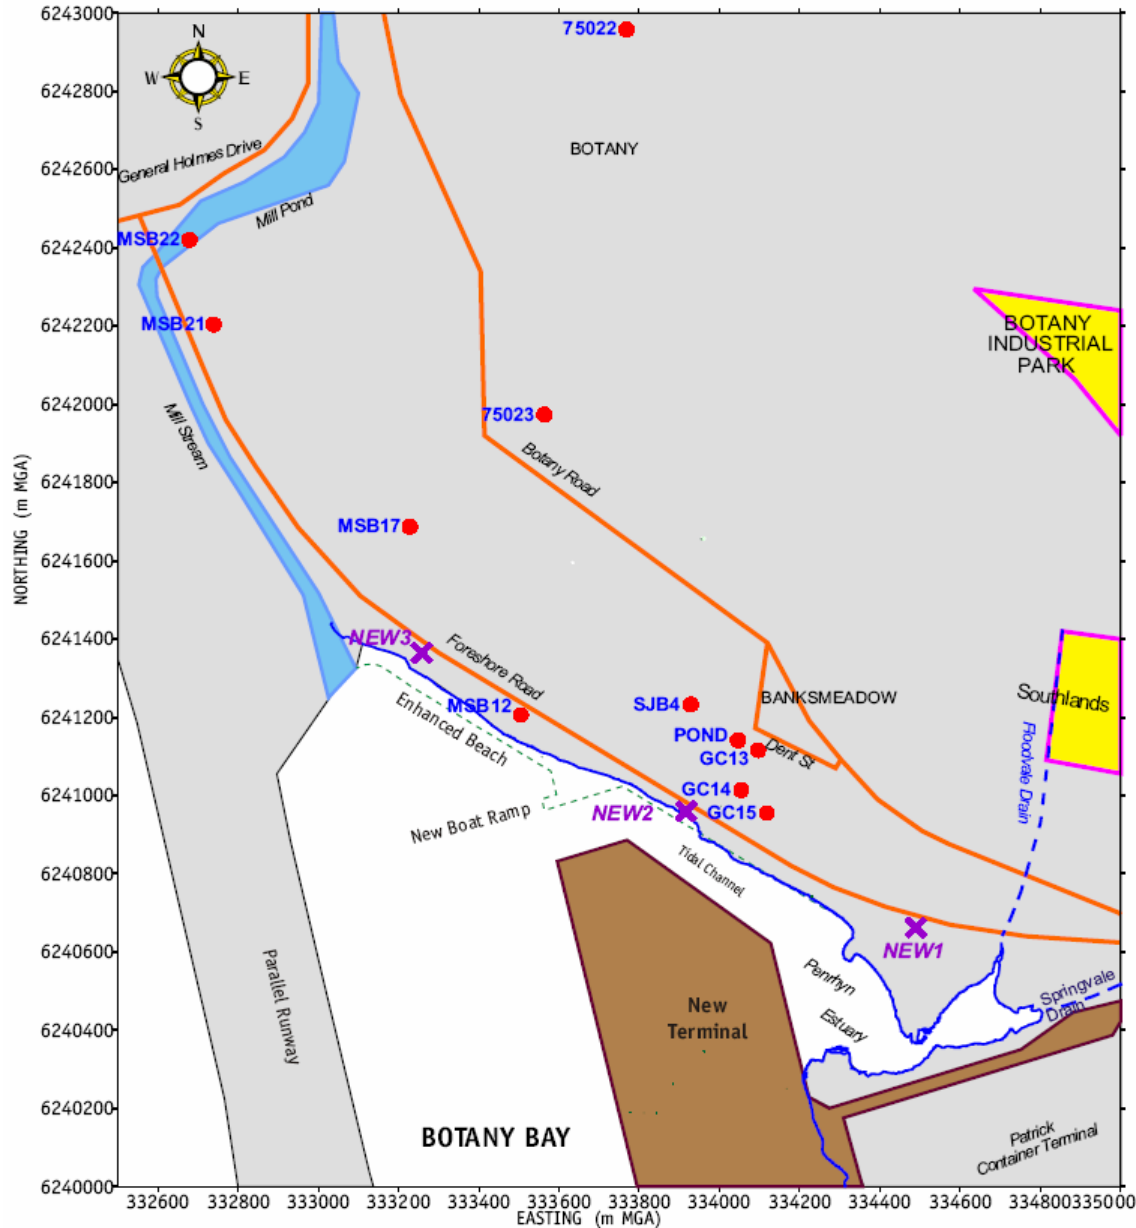 6243000
75022
N
W E
S
6242800
BOTANY
General Holmes Drive
6242600
Mill Pond
MSB22
6242400
BOTANY
INDUSTRIAL
PARK
MSB21
6242200
75023
6242000
Mill Stream
Botany Road
6241800
MSB17
NORTHING (m MGA)
6241600
NEW3
6241400
Foreshore Road
Enhanced Beach
MSB12
SJB4
BANKSMEADOW
Southlands
6241200
POND
GC13
Dent St
Floodvale Drain
GC14
6241000
NEW2
GC15
New Boat Ramp
Tidal Channel
6240800
NEW1
6240600
Parallel Runway
Penrhyn
Estuary
Springvale
Drain
New
Terminal
6240400
6240200
BOTANY BAY
Patrick
Container Terminal
6240000
332600 332800 333000 333200 333400 333600 333800 334000 334200 334400 334600 334800 335000
EASTING (m MGA)